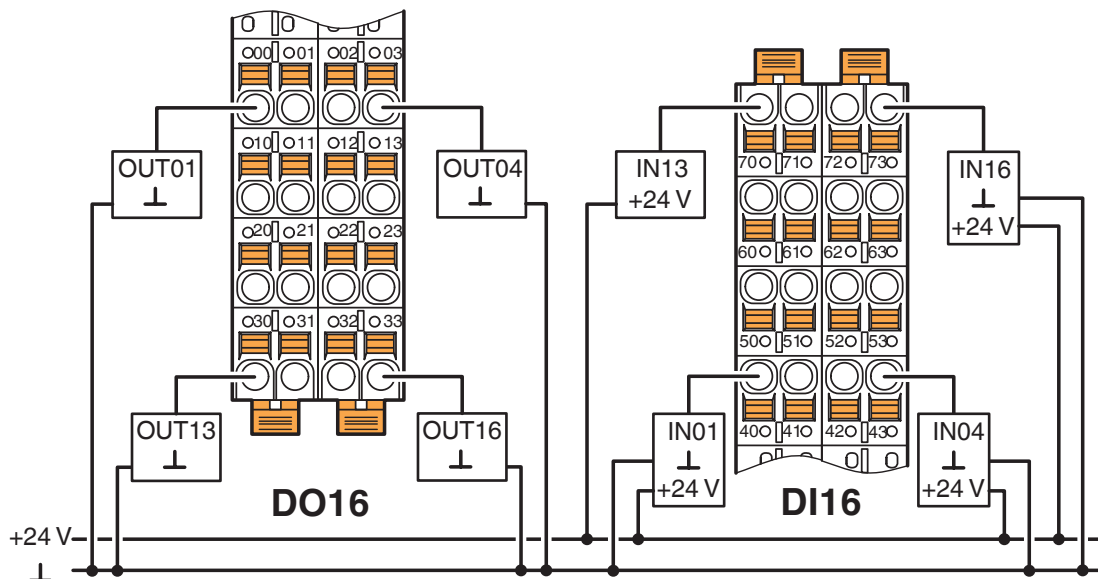 00 01 02 03
OUT01
10 11 12 13
OUT04
20 21 22 23
30 31 32 33
OUT13
OUT16
DO16
IN13
+24 V
70 71 72 73
IN16
+24 V
60 61 62 63
50 51 52 53
IN01
+24 V
40 41 42 43
IN04
+24 V
DI16
+24 V